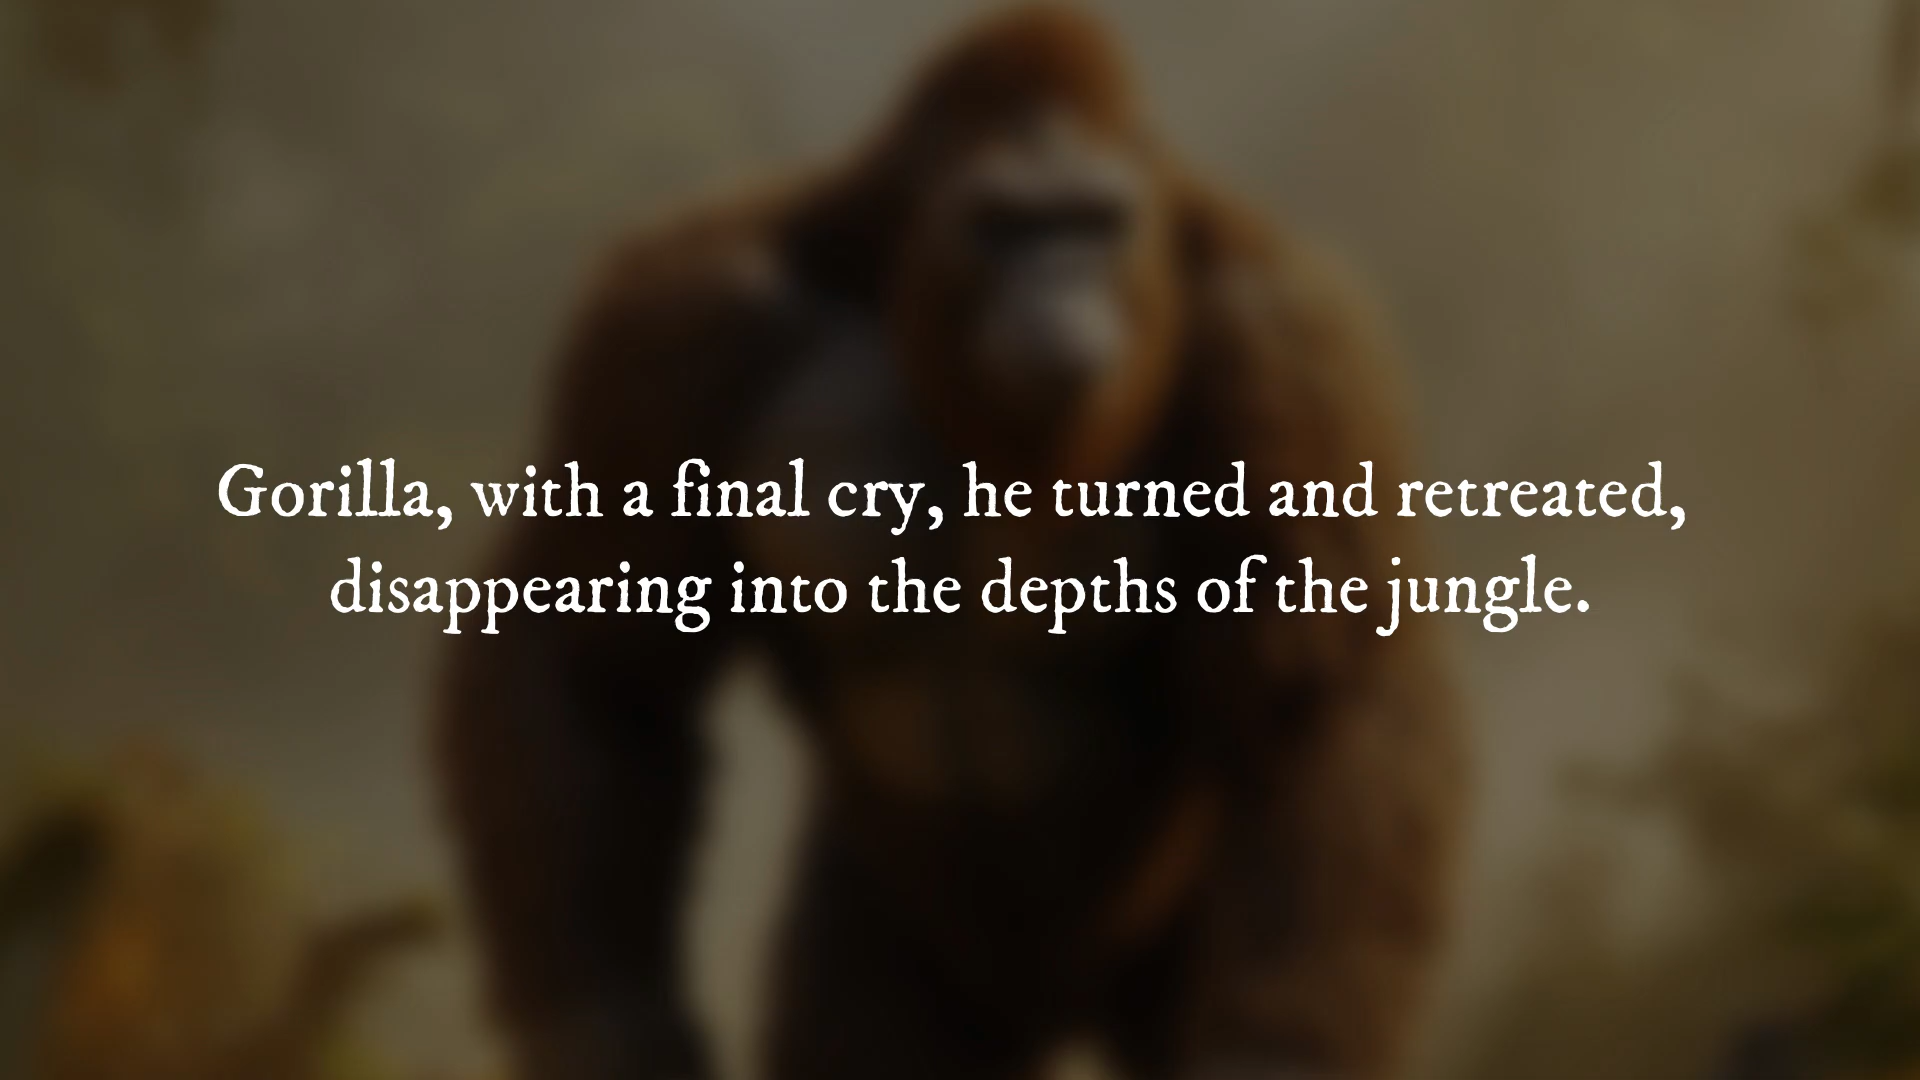 Gorilla, with a final cry, he turned and retreated,
disappearing into the depths of the jungle.